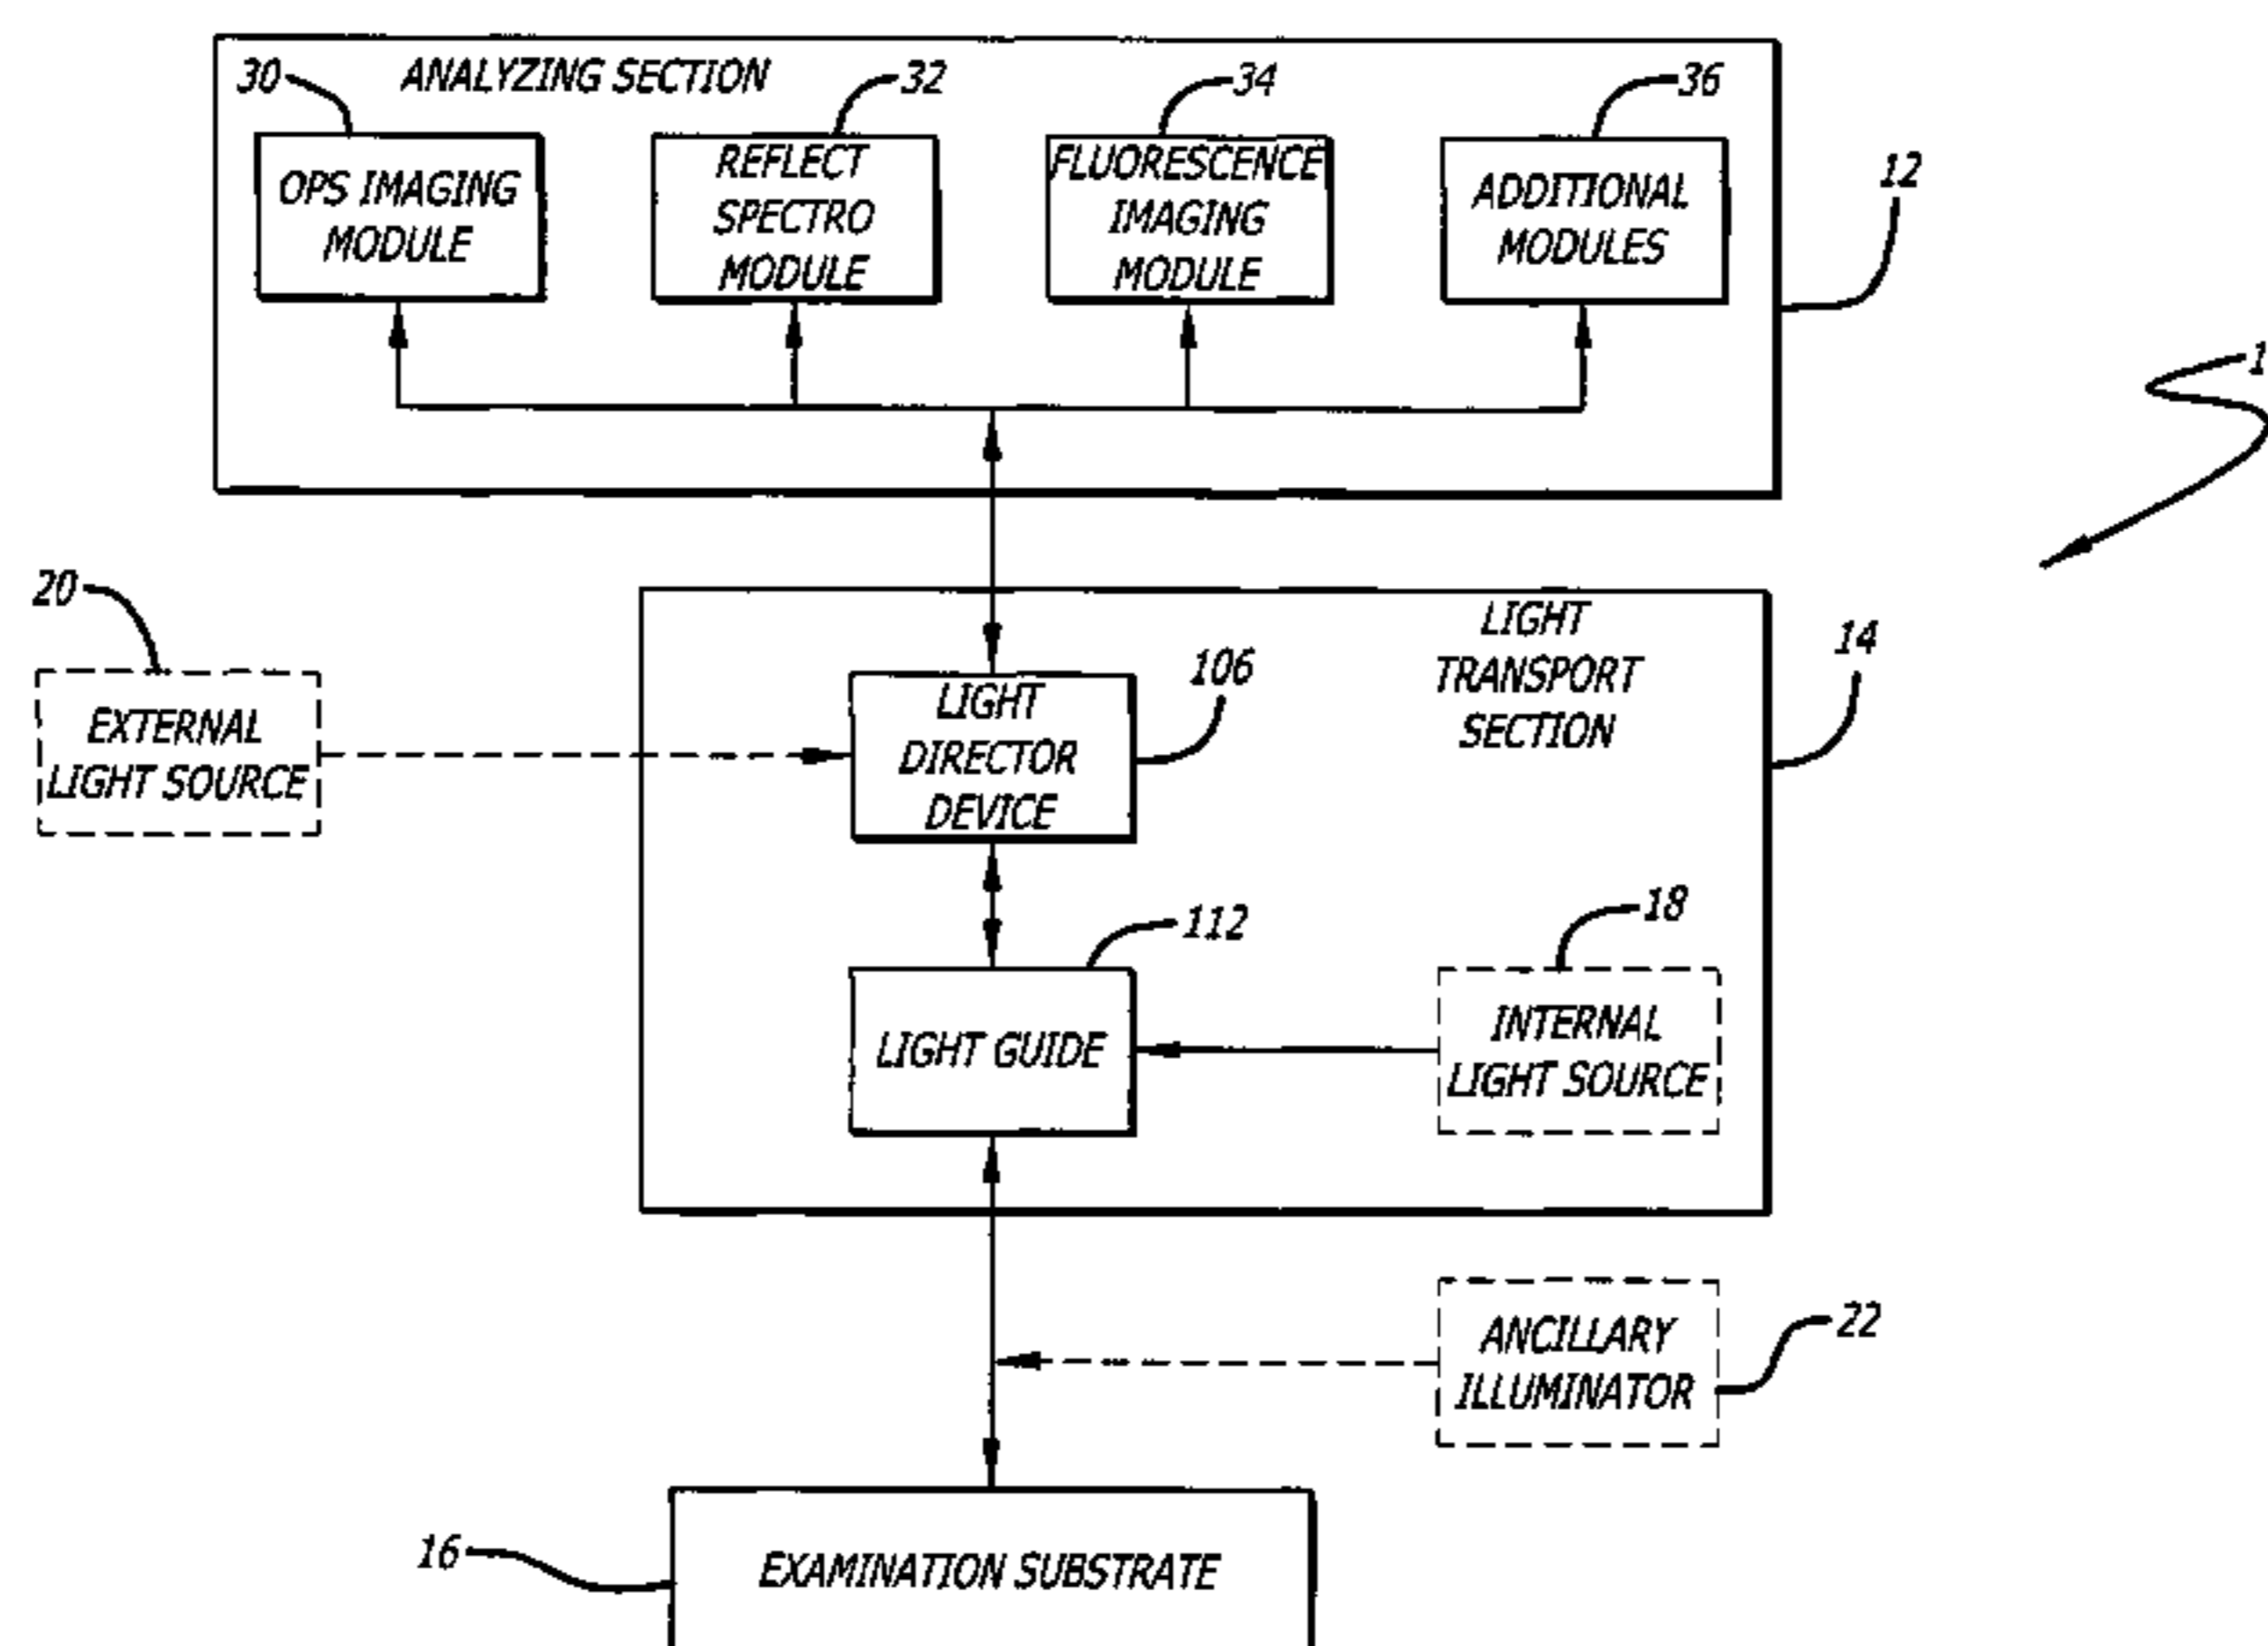 ANALYZING SECTION
30
32
34
36
OPS IMAGING
MODULE
REFLECT
SPECTRO
MODULE
FLUORESCENCE
IMAGING
MODULE
ADDITIONAL
MODULES
12
20
EXTERNAL
LIGHT SOURCE
LIGHT
TRANSPORT
SECTION
14
LIGHT
DIRECTOR
DEVICE
106
112
LIGHT GUIDE
18
INTERNAL
LIGHT SOURCE
ANCILLARY
ILLUMINATOR
22
16
EXAMINATION SUBSTRATE